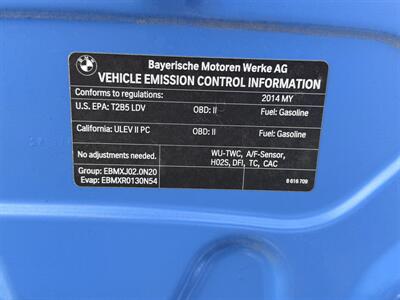 BMW
Bayerische Motoren Werke AG
VEHICLE EMISSION CONTROL INFORMATION
Conforms to regulations: 2014 MY
U.S. EPA: T2B5 LDV OBD: II Fuel: Gasoline
California: ULEV II PC OBD: II Fuel: Gasoline
No adjustments needed. WU-TWC, A/F-Sensor,
H02S, DFI, TC, CAC
Group: EBMXJ02.0N20
Evap: EBMXR0130N54 8 616 709